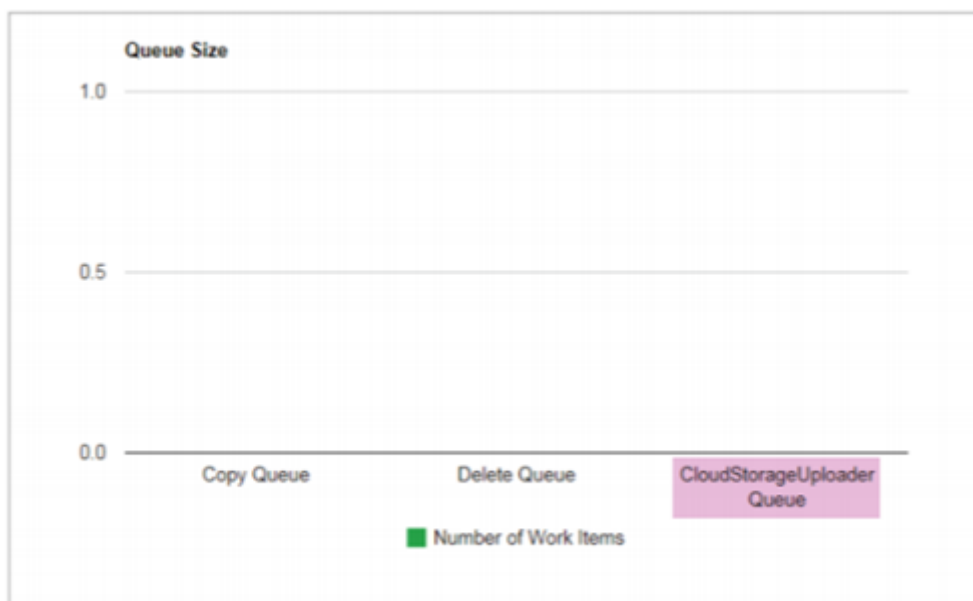 Queue Size
1.0
0.5
0.0
Copy Queue Delete Queue CloudStorageUploader
Queue
Number of Work Items